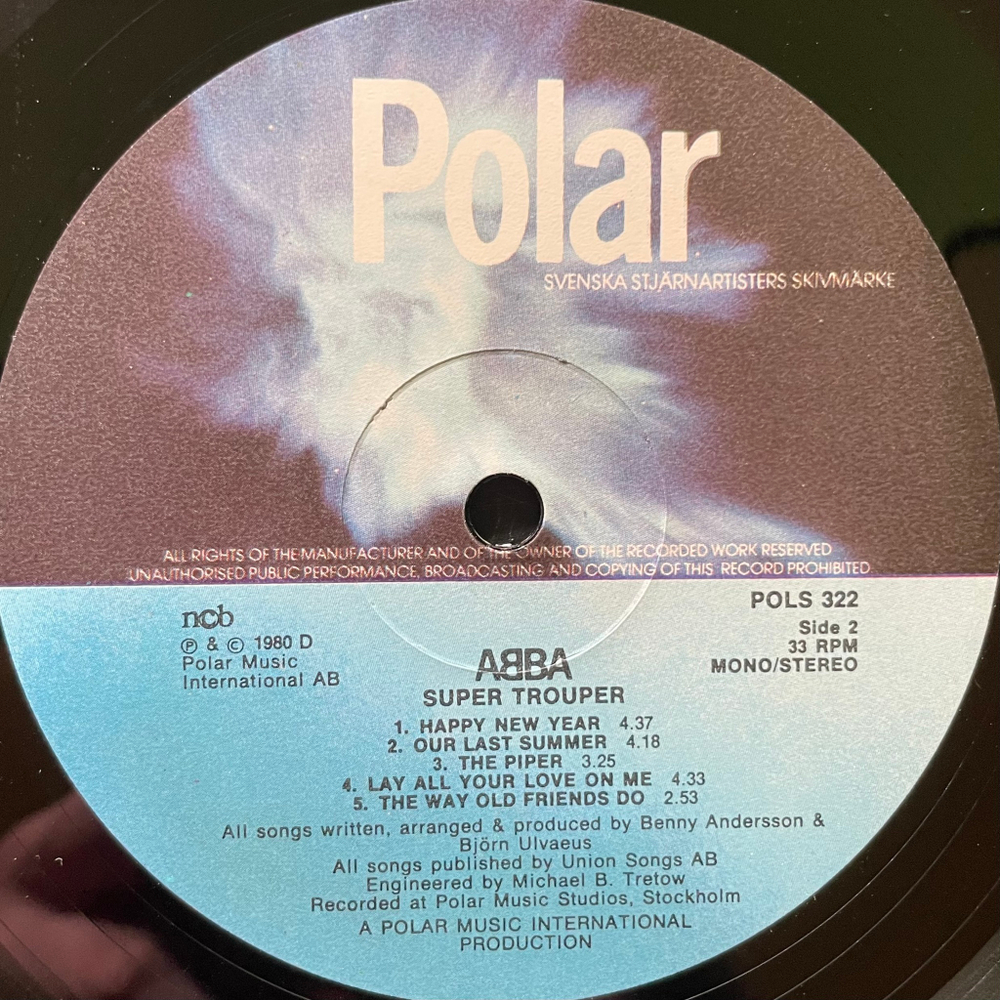 Polar
SVENSKA STJÄRNARTISTERS SKIVMÄRKE
ALL RIGHTS OF THE MANUFACTURER AND OF THE OWNER OF THE RECORDED WORK RESERVED
UNAUTHORISED PUBLIC PERFORMANCE, BROADCASTING AND COPYING OF THIS RECORD PROHIBITED
ncb
Ⓟ & © 1980 D
Polar Music
International AB
POLS 322
Side 2
33 RPM
MONO/STEREO
ABBA
SUPER TROUPER
1. HAPPY NEW YEAR 4.37
2. OUR LAST SUMMER 4.18
3. THE PIPER 3.25
4. LAY ALL YOUR LOVE ON ME 4.33
5. THE WAY OLD FRIENDS DO 2.53
All songs written, arranged & produced by Benny Andersson &
Björn Ulvaeus
All songs published by Union Songs AB
Engineered by Michael B. Tretow
Recorded at Polar Music Studios, Stockholm
A POLAR MUSIC INTERNATIONAL
PRODUCTION